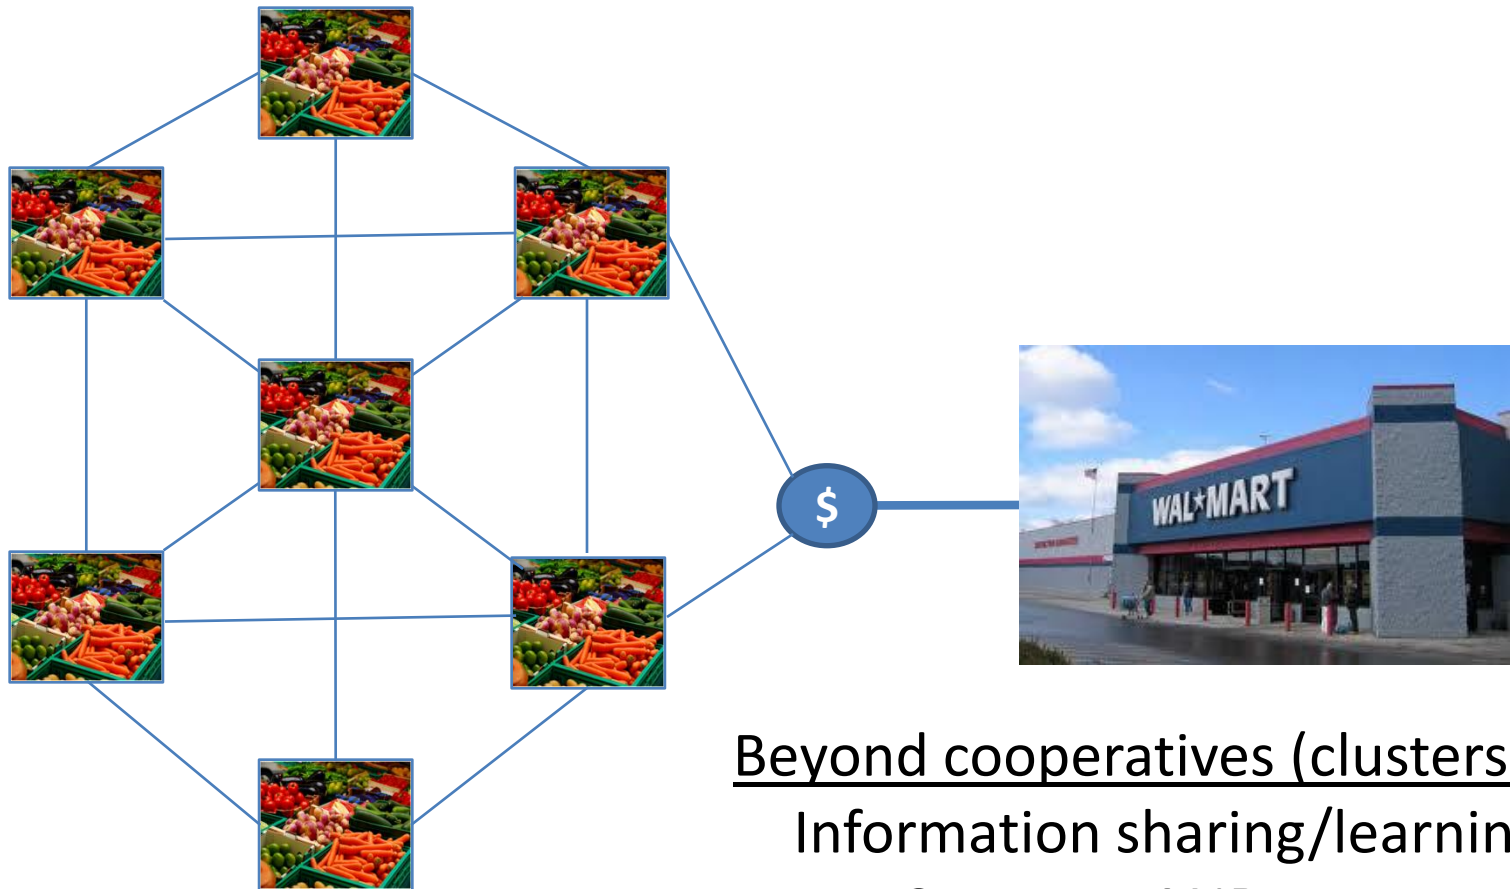 $
WAL★MART
Beyond cooperatives (clusters
Information sharing/learnin